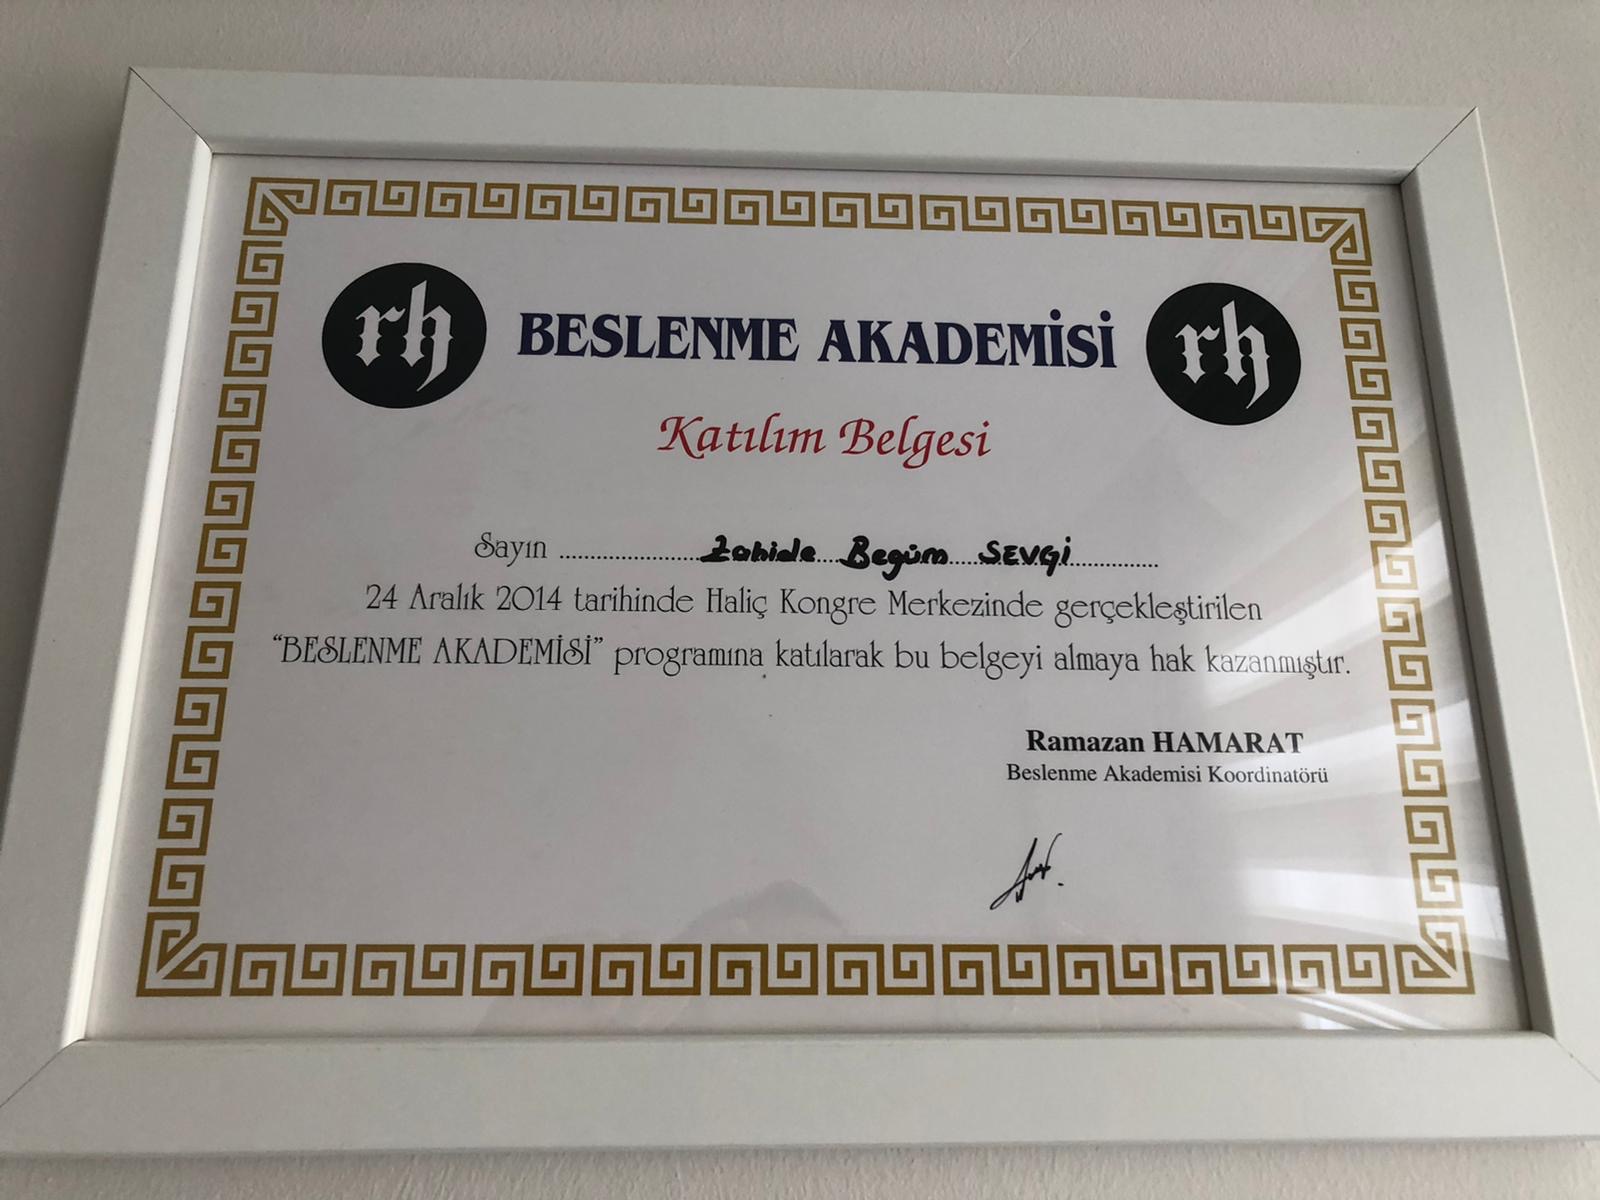 rh BESLENME AKADEMİSİ rh
Katılım Belgesi
Sayın ........................Zahide....Begüm.....SEVGİ...............
24 Aralık 2014 tarihinde Haliç Kongre Merkezinde gerçekleştirilen
“BESLENME AKADEMİSİ” programına katılarak bu belgeyi almaya hak kazanmıştır.
Ramazan HAMARAT
Beslenme Akademisi Koordinatörü